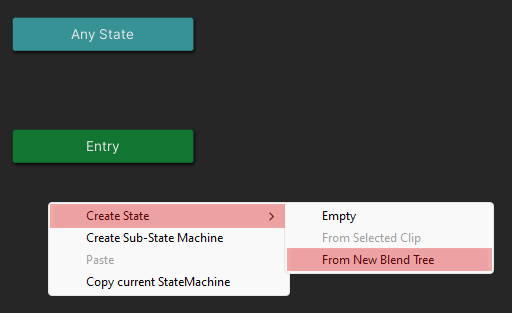 Any State
Entry
Create State
Create Sub-State Machine
Paste
Copy current StateMachine
Empty
From Selected Clip
From New Blend Tree